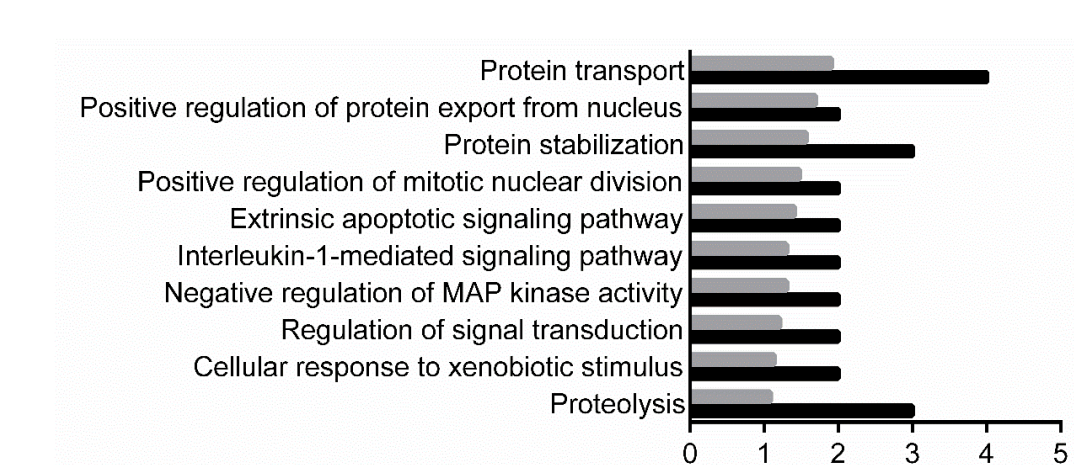 Protein transport
Positive regulation of protein export from nucleus
Protein stabilization
Positive regulation of mitotic nuclear division
Extrinsic apoptotic signaling pathway
Interleukin-1-mediated signaling pathway
Negative regulation of MAP kinase activity
Regulation of signal transduction
Cellular response to xenobiotic stimulus
Proteolysis
0 1 2 3 4 5